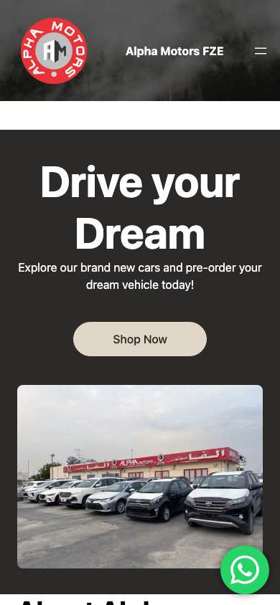 ALPHA MOTORS
AM
Alpha Motors FZE
Drive your
Dream
Explore our brand new cars and pre-order your
dream vehicle today!
Shop Now
ALPHA